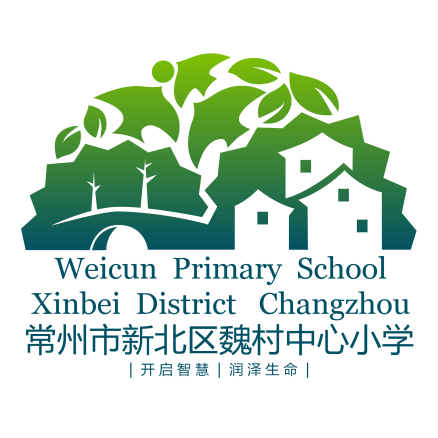 Weicun Primary School
Xinbei District Changzhou
常州市新北区魏村中心小学
| 开启智慧 | 润泽生命 |